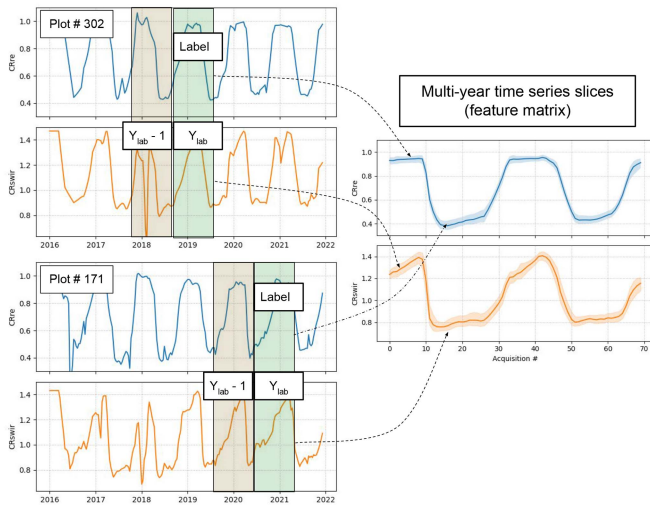 Plot # 302
Label
CRre
1.0
0.8
0.6
0.4
Ylab - 1
Ylab
CRswir
1.4
1.2
1.0
0.8
2016 2017 2018 2019 2020 2021 2022
Plot # 171
Label
CRre
1.0
0.8
0.6
0.4
Ylab - 1
Ylab
CRswir
1.4
1.2
1.0
0.8
2016 2017 2018 2019 2020 2021 2022
Multi-year time series slices
(feature matrix)
CRre
1.0
0.8
0.6
0.4
CRswir
1.4
1.2
1.0
0.8
0 10 20 30 40 50 60 70
Acquisition #